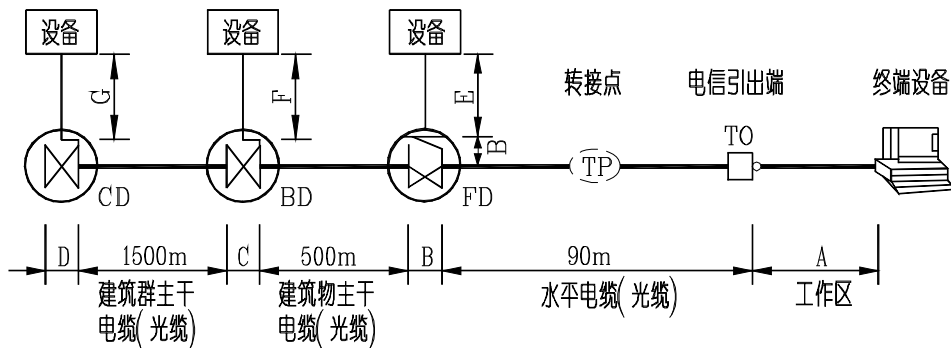 设备
设备
设备
G
F
E
B
转接点
电信引出端
终端设备
TO
TP
CD
BD
FD
D
1500m
C
500m
B
90m
A
建筑群主干
电缆(光缆)
建筑物主干
电缆(光缆)
水平电缆(光缆)
工作区